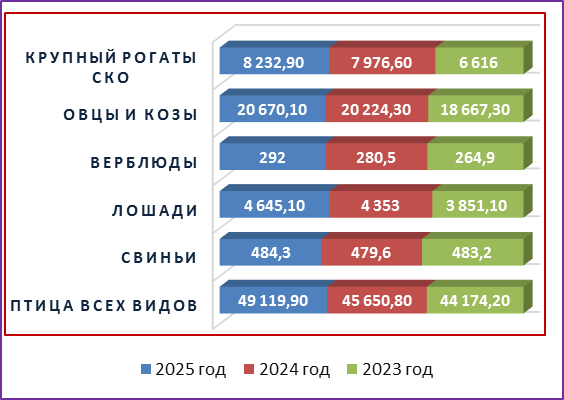 КРУПНЫЙ РОГАТЫ
СКО
8 232,90 7 976,60 6 616
ОВЦЫ И КОЗЫ 20 670,10 20 224,30 18 667,30
ВЕРБЛЮДЫ 292 280,5 264,9
ЛОШАДИ 4 645,10 4 353 3 851,10
СВИНЬИ 484,3 479,6 483,2
ПТИЦА ВСЕХ ВИДОВ 49 119,90 45 650,80 44 174,20
2025 год 2024 год 2023 год